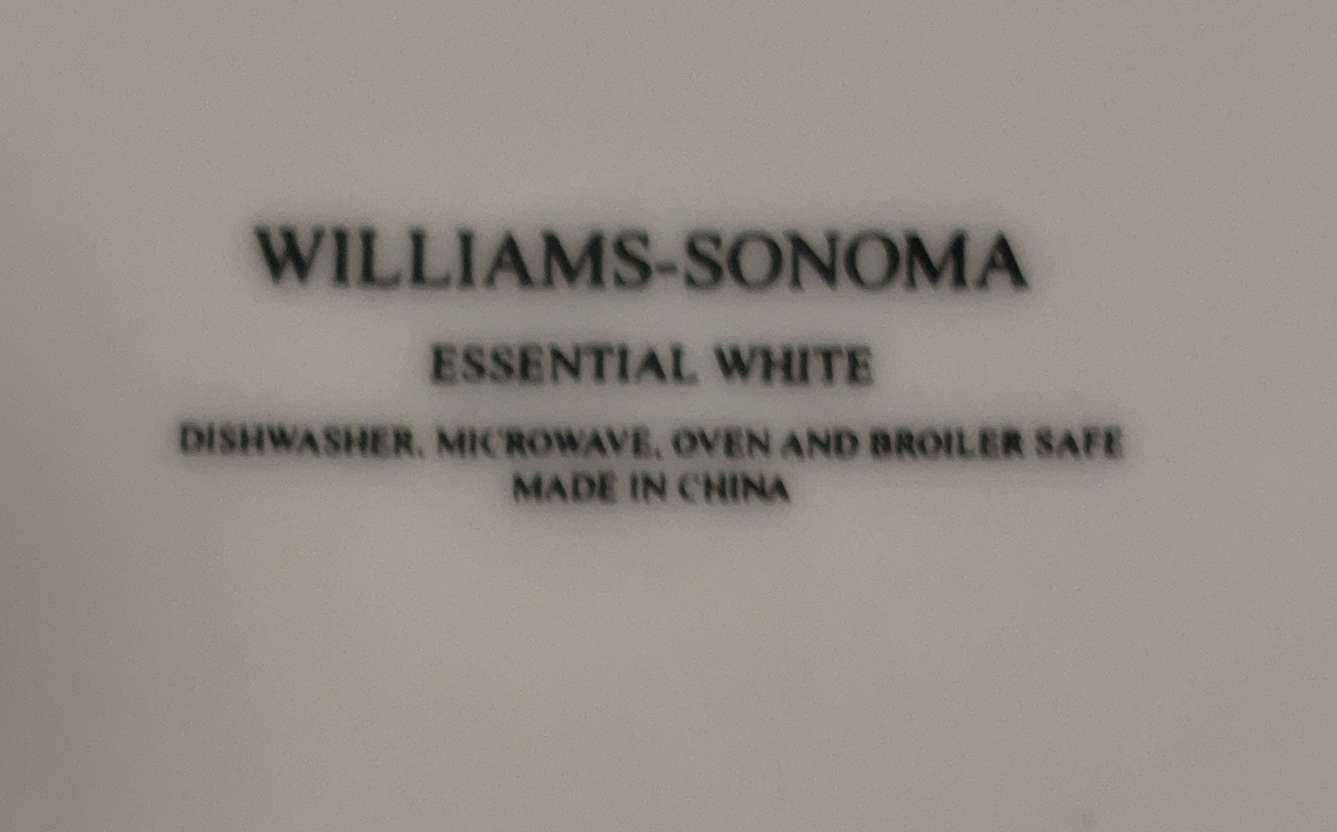 WILLIAMS-SONOMA
ESSENTIAL WHITE
DISHWASHER, MICROWAVE, OVEN AND BROILER SAFE
MADE IN CHINA